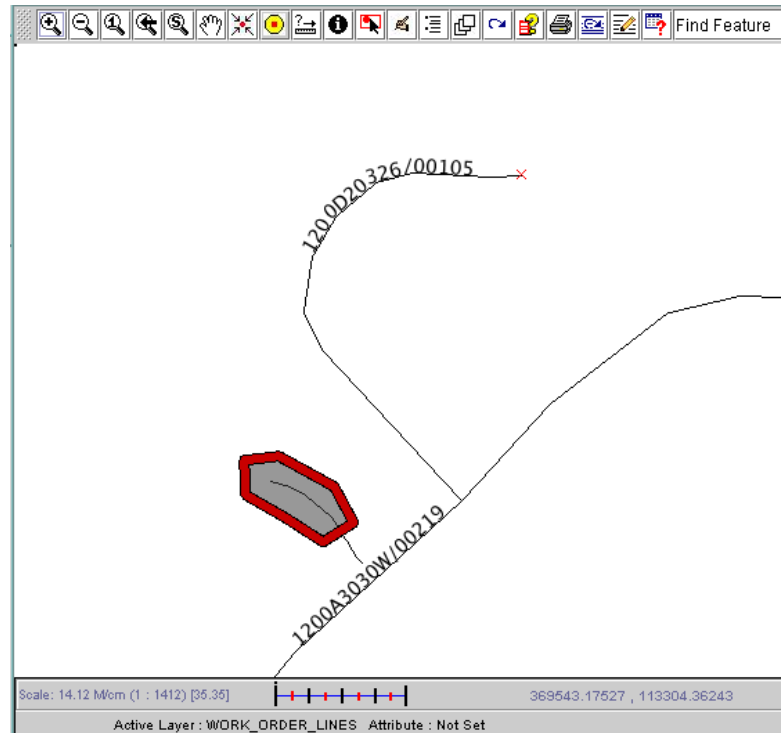 Find Feature
1200D20326/00105
1200A3030W/00219
Scale: 14.12 M/cm (1 : 1412) [35.35]
369543.17527 , 113304.36243
Active Layer : WORK_ORDER_LINES Attribute : Not Set